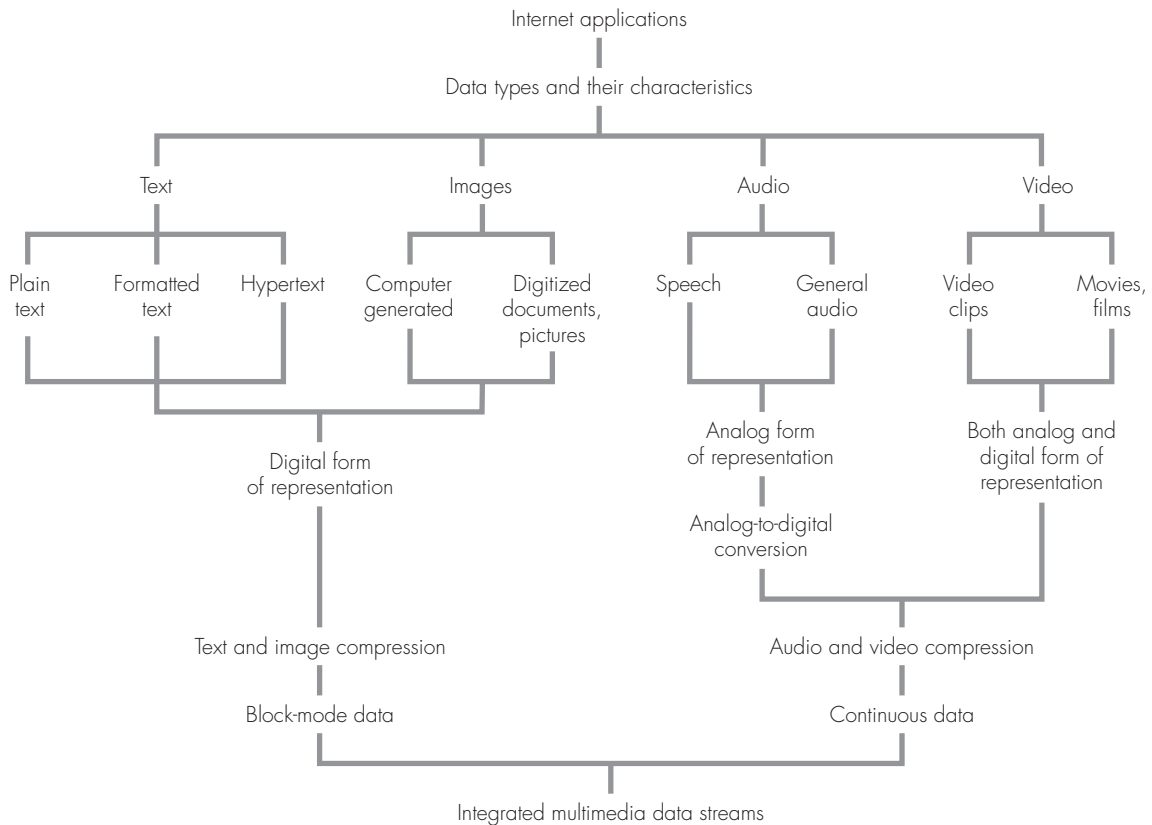 Internet applications
Data types and their characteristics
Text
Images
Audio
Video
Plain
text
Formatted
text
Hypertext
Computer
generated
Digitized
documents,
pictures
Speech
General
audio
Video
clips
Movies,
films
Digital form
of representation
Analog form
of representation
Both analog and
digital form of
representation
Analog-to-digital
conversion
Text and image compression
Audio and video compression
Block-mode data
Continuous data
Integrated multimedia data streams